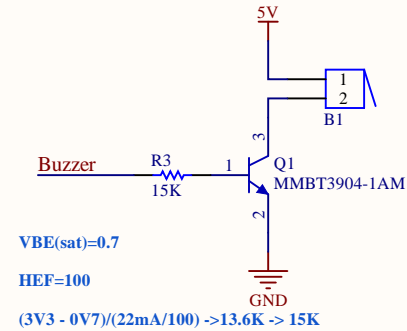 5V
1
2
B1
3
Buzzer
R3
15K
1
Q1
MMBT3904-1AM
2
VBE(sat)=0.7
HEF=100
GND
(3V3 - 0V7)/(22mA/100) ->13.6K -> 15K